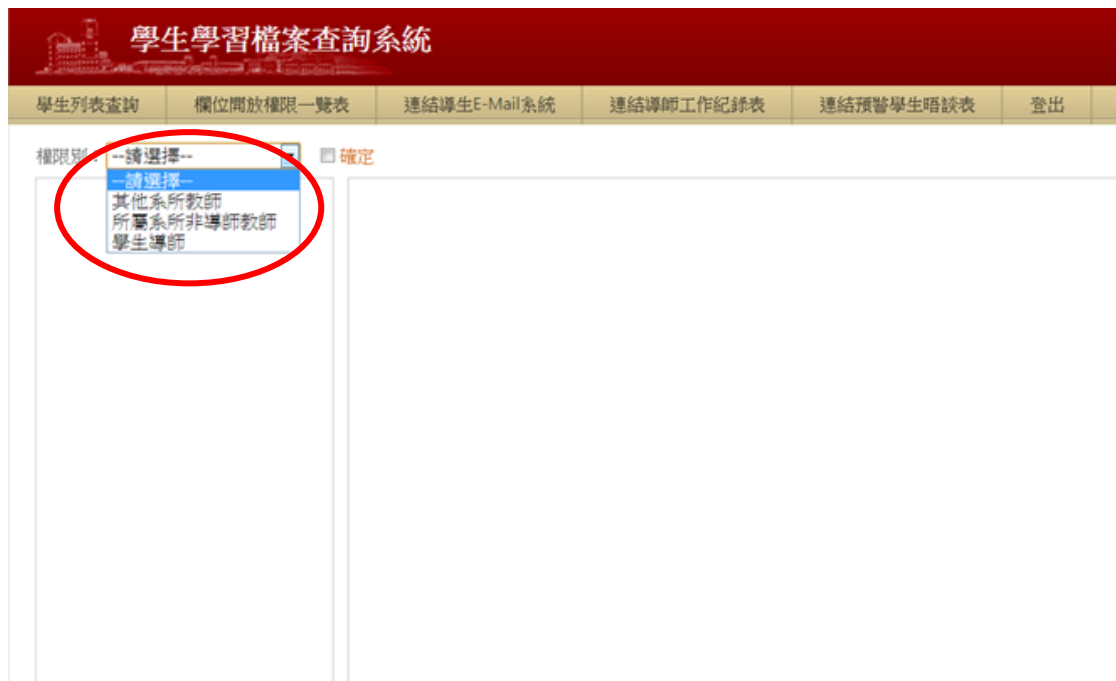 學生學習檔案查詢系統
學生列表查詢 欄位開放權限一覽表 連結導生E-Mail系統 連結導師工作紀錄表 連結預警學生晤談表 登出
權限別： --請選擇-- 確定
--請選擇--
其他系所教師
所屬系所非導師教師
學生導師